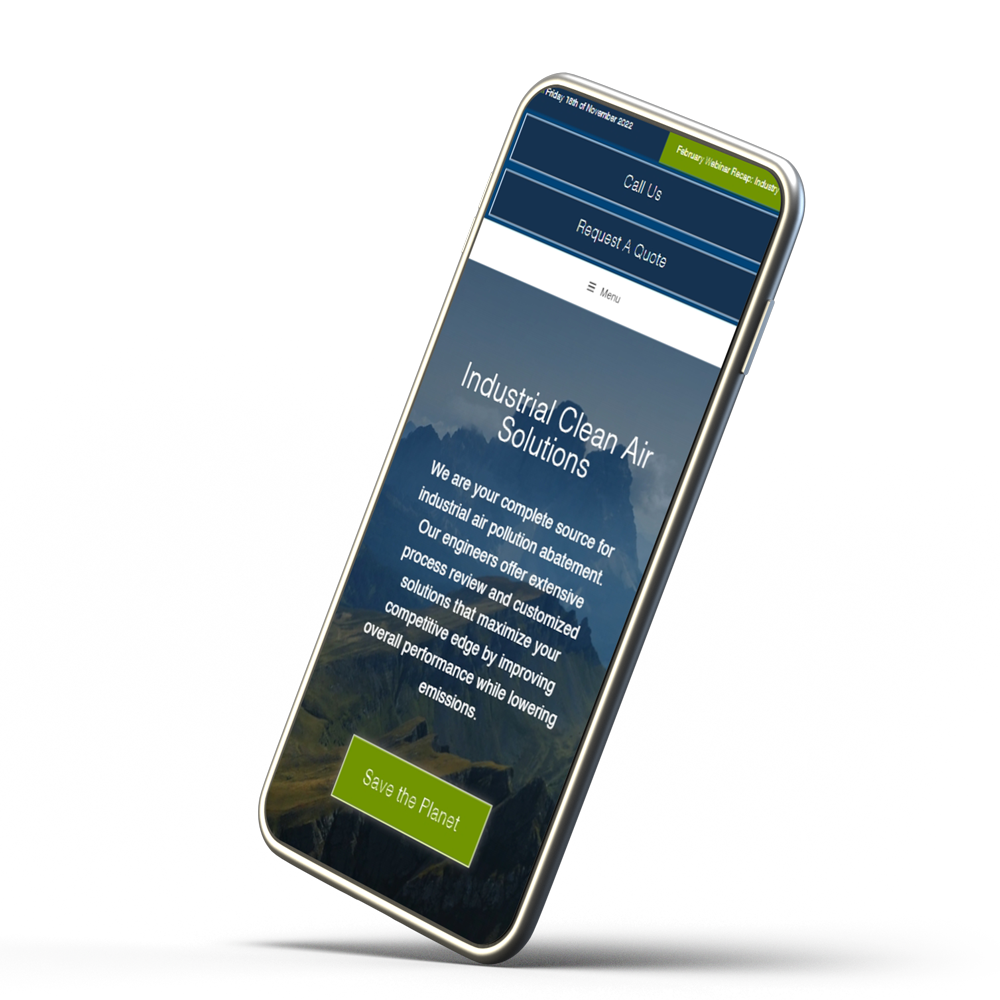 Friday 18th of November 2022
February Webinar Recap: Industry
Call Us
Request A Quote
☰ Menu
Industrial Clean Air
Solutions
We are your complete source for
industrial air pollution abatement.
Our engineers offer extensive
process review and customized
solutions that maximize your
competitive edge by improving
overall performance while lowering
emissions.
Save the Planet